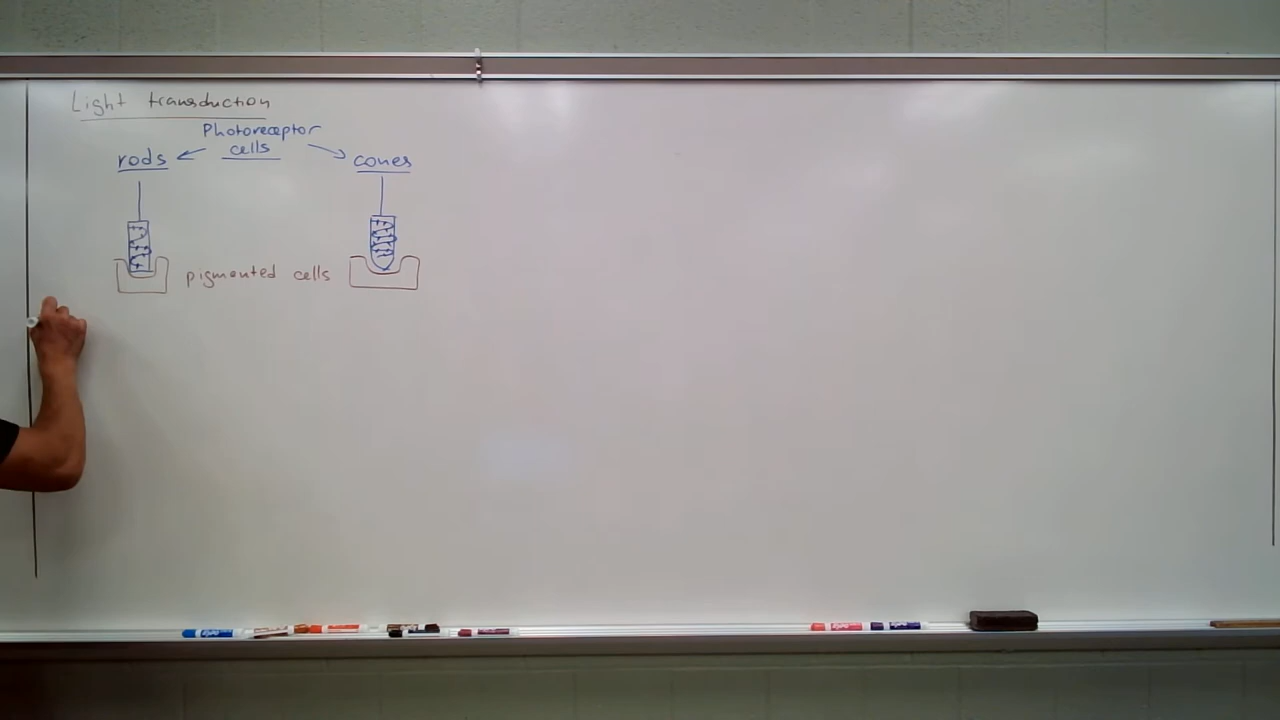 Light transduction
Photoreceptor
cells
rods
cones
pigmented cells